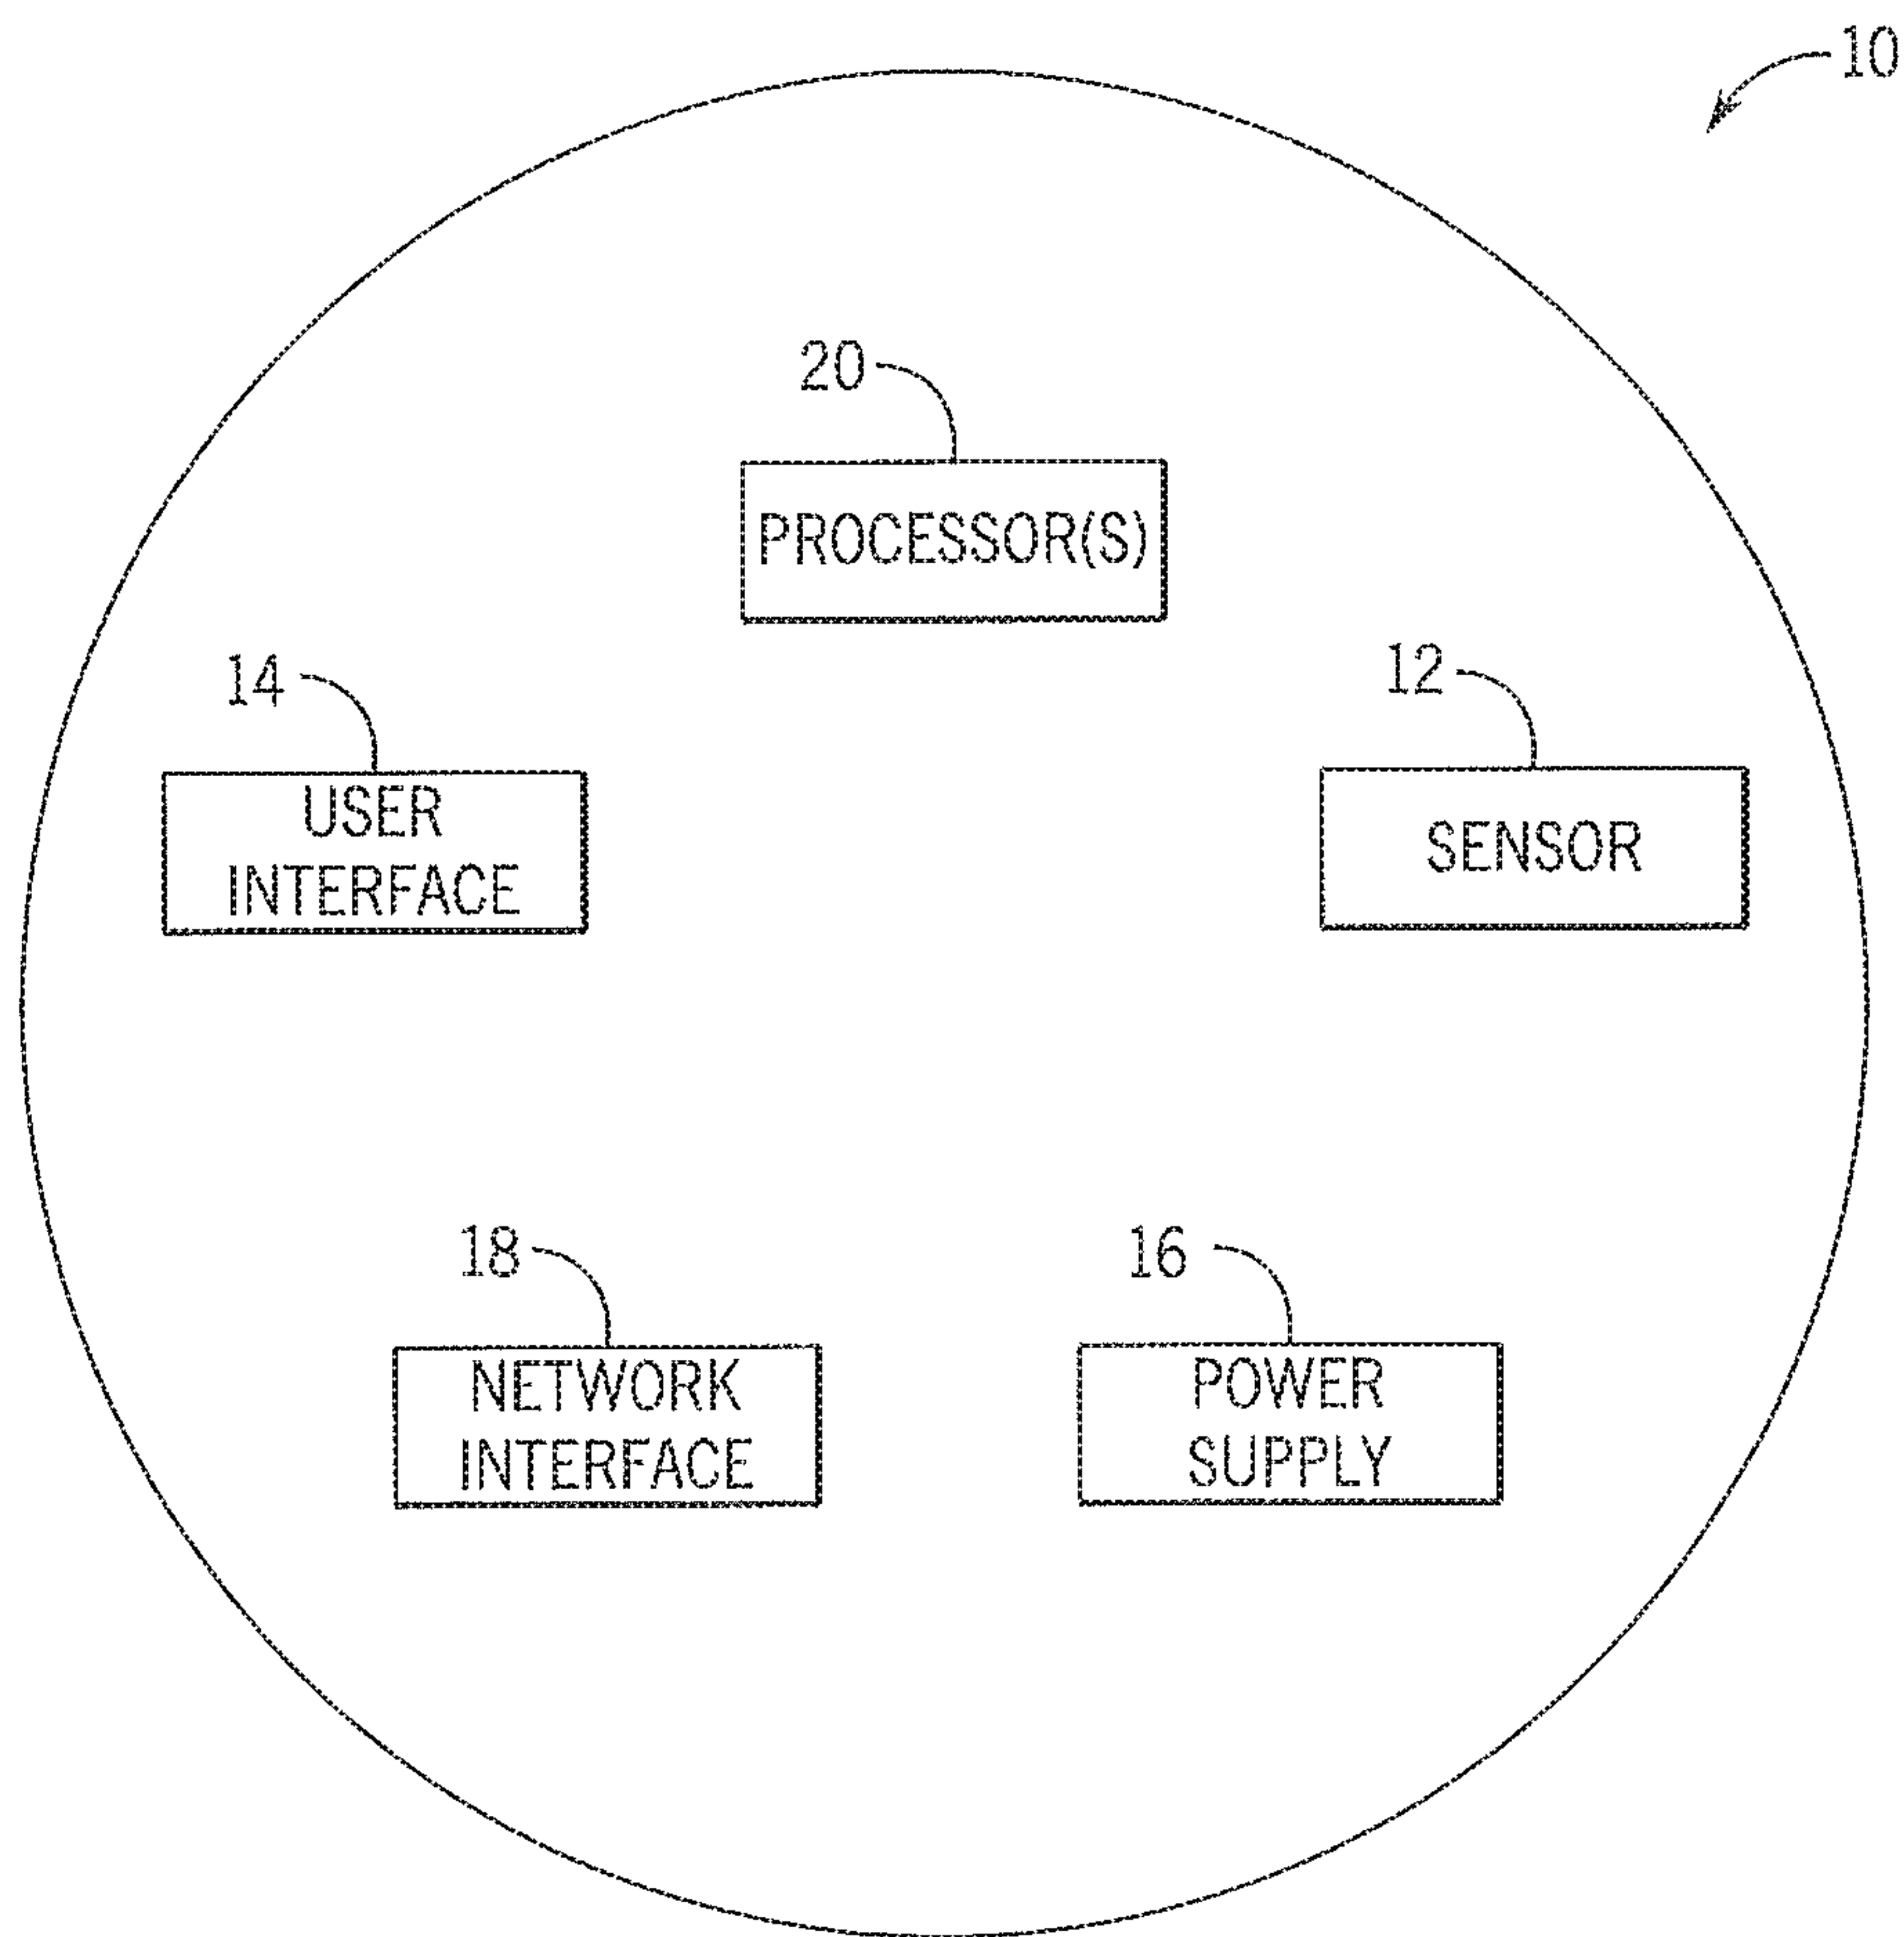 10
20
PROCESSOR(S)
14
USER
INTERFACE
12
SENSOR
18
NETWORK
INTERFACE
16
POWER
SUPPLY